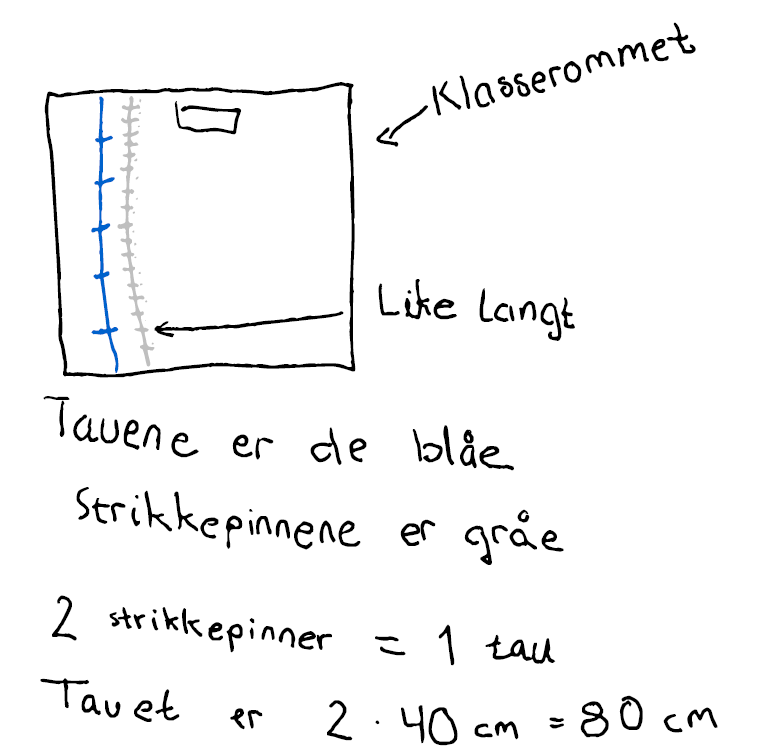 Klasserommet
Like langt
Tauene er de blåe
Strikkepinnene er gråe
2 strikkepinner = 1 tau
Tauet er 2 · 40 cm = 80 cm